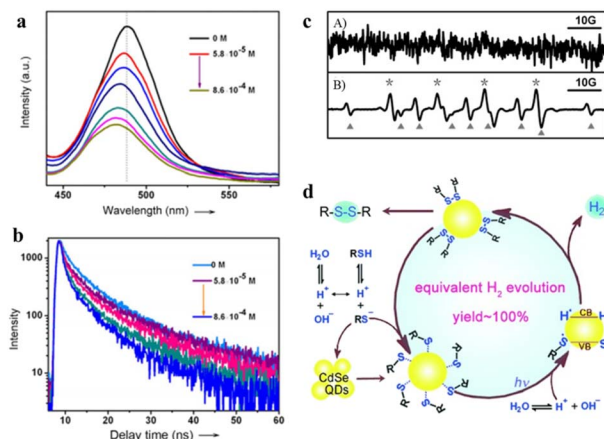 a
0 M
5.8·10⁻⁵ M
8.6·10⁻⁴ M
Intensity (a.u.)
450 500 550
Wavelength (nm)
b
0 M
5.8·10⁻⁵ M
8.6·10⁻⁴ M
Intensity
1000
100
10
10 20 30 40 50 60
Delay time (ns)
c
A)
10G
B)
10G
* * * *
d
R-S-S-R
H₂O RSH
H⁺ ↔ H⁺
+ +
OH⁻ RS⁻
CdSe
QDs
R S S R
R S S R
R S S R
equivalent H₂ evolution
yield~100%
H₂
H H
CB
VB
S
R
hν
H₂O ⇌ H⁺ + OH⁻
R S
R S
R S
S R
S R
S R